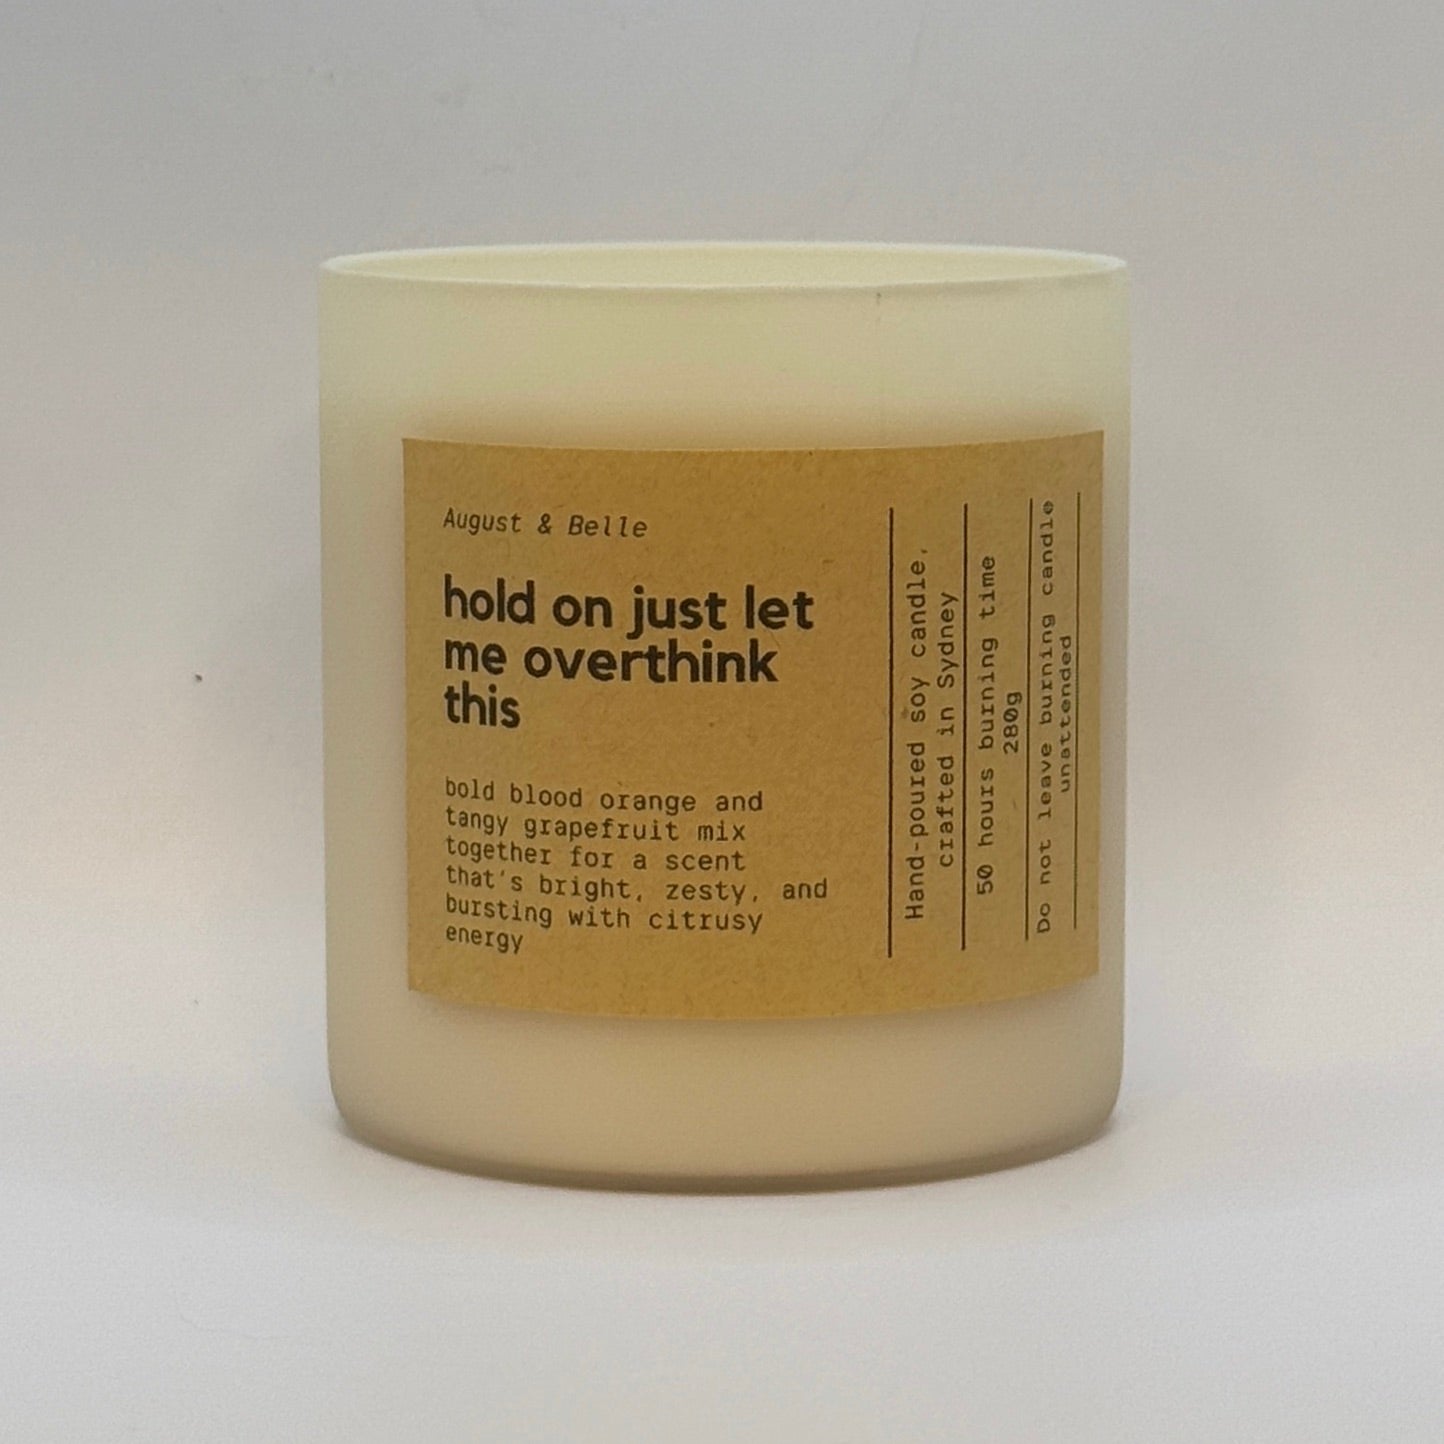 August & Belle
hold on just let
me overthink
this
bold blood orange and
tangy grapefruit mix
together for a scent
that's bright, zesty, and
bursting with citrusy
energy
Hand-poured soy candle,
crafted in Sydney
50 hours burning time
280g
Do not leave burning candle
unattended